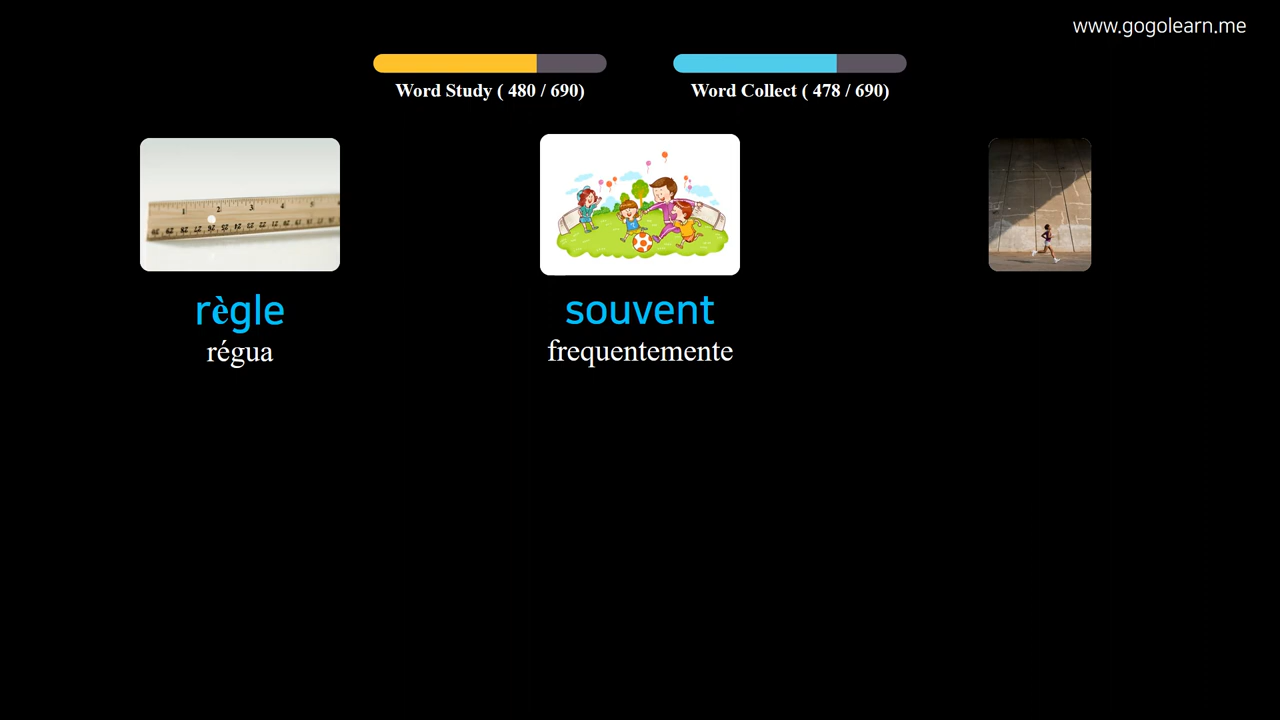 www.gogolearn.me
Word Study ( 480 / 690)
Word Collect ( 478 / 690)
règle
régua
souvent
frequentemente